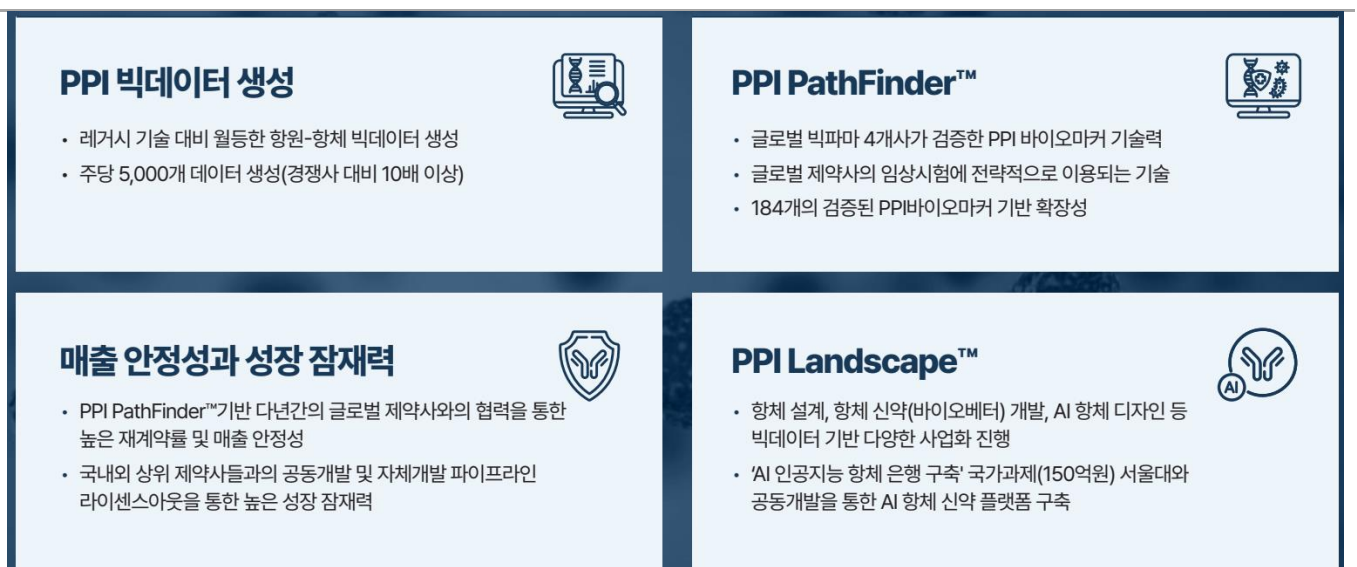 PPI 빅데이터 생성
• 레거시 기술 대비 월등한 항원-항체 빅데이터 생성
• 주당 5,000개 데이터 생성(경쟁사 대비 10배 이상)
PPI PathFinder™
• 글로벌 빅파마 4개사가 검증한 PPI 바이오마커 기술력
• 글로벌 제약사의 임상시험에 전략적으로 이용되는 기술
• 184개의 검증된 PPI바이오마커 기반 확장성
매출 안정성과 성장 잠재력
• PPI PathFinder™기반 다년간의 글로벌 제약사와의 협력을 통한
높은 재계약률 및 매출 안정성
• 국내외 상위 제약사들과의 공동개발 및 자체개발 파이프라인
라이센스아웃을 통한 높은 성장 잠재력
PPI Landscape™
AI
• 항체 설계, 항체 신약(바이오베터) 개발, AI 항체 디자인 등
빅데이터 기반 다양한 사업화 진행
• 'AI 인공지능 항체 은행 구축' 국가과제(150억원) 서울대와
공동개발을 통한 AI 항체 신약 플랫폼 구축